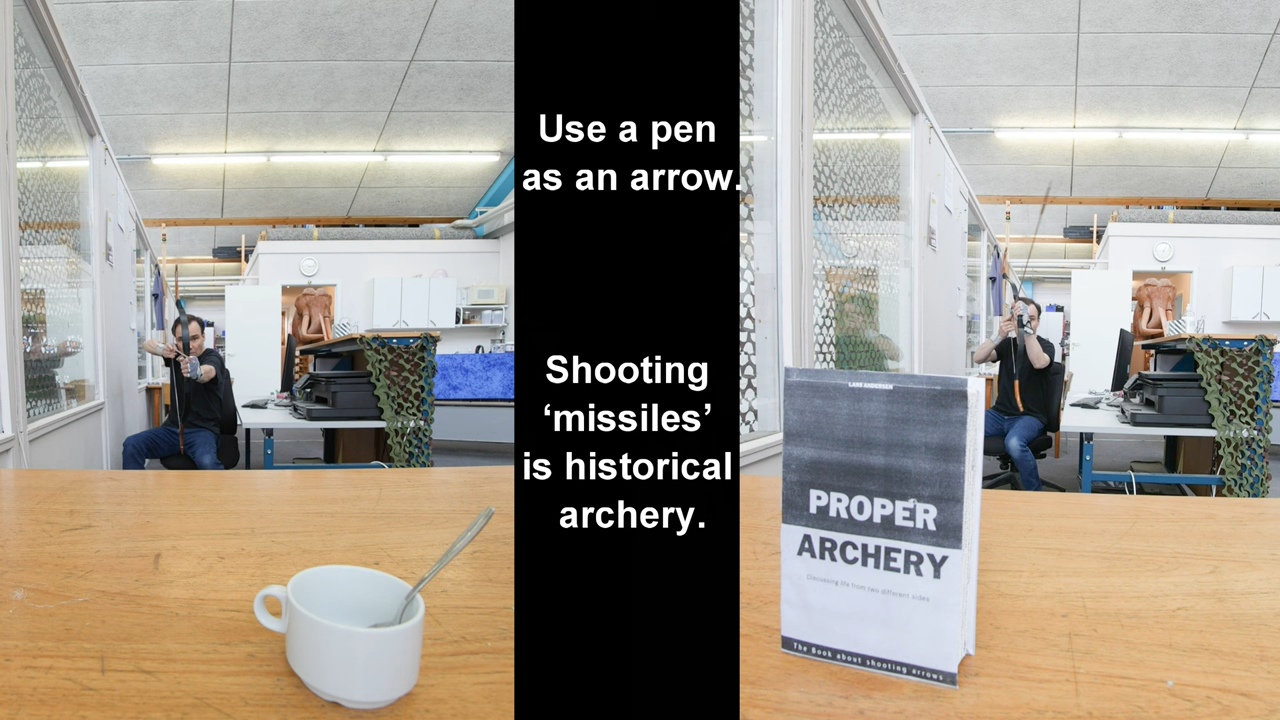 Use a pen
as an arrow.
Shooting
‘missiles’
is historical
archery.
LARS ANDERSEN
PROPER
ARCHERY
Discussing life from two different sides
The Book about shooting arrows